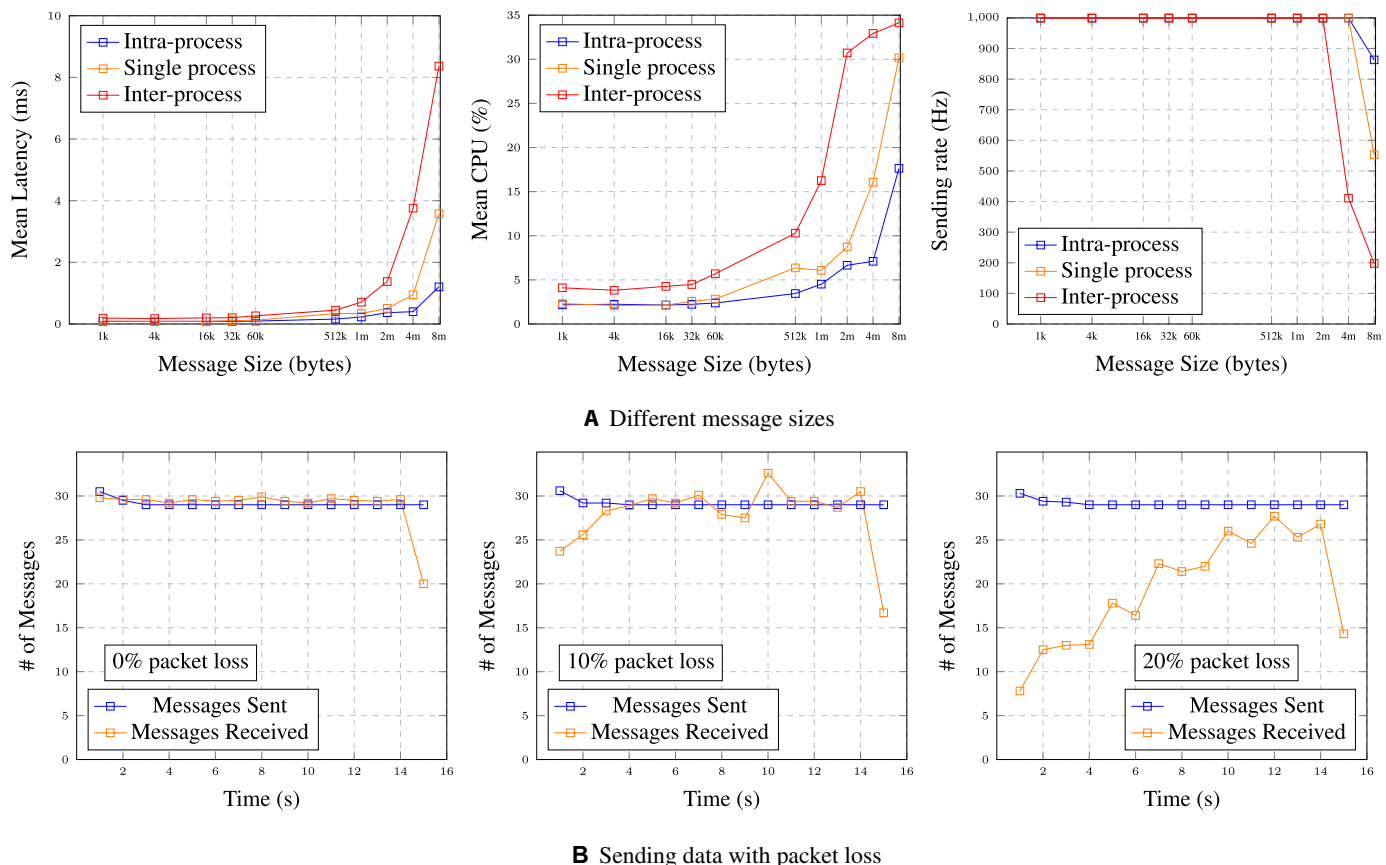 Mean Latency (ms)
10
8
6
4
2
0
Intra-process
Single process
Inter-process
1k 4k 16k 32k 60k 512k 1m 2m 4m 8m
Message Size (bytes)
Mean CPU (%)
35
30
25
20
15
10
5
0
Intra-process
Single process
Inter-process
1k 4k 16k 32k 60k 512k 1m 2m 4m 8m
Message Size (bytes)
Sending rate (Hz)
1,000
900
800
700
600
500
400
300
200
100
0
Intra-process
Single process
Inter-process
1k 4k 16k 32k 60k 512k 1m 2m 4m 8m
Message Size (bytes)
A Different message sizes
# of Messages
30
25
20
15
10
5
0
0% packet loss
Messages Sent
Messages Received
2 4 6 8 10 12 14 16
Time (s)
# of Messages
30
25
20
15
10
5
0
10% packet loss
Messages Sent
Messages Received
2 4 6 8 10 12 14 16
Time (s)
# of Messages
30
25
20
15
10
5
0
20% packet loss
Messages Sent
Messages Received
2 4 6 8 10 12 14 16
Time (s)
B Sending data with packet loss